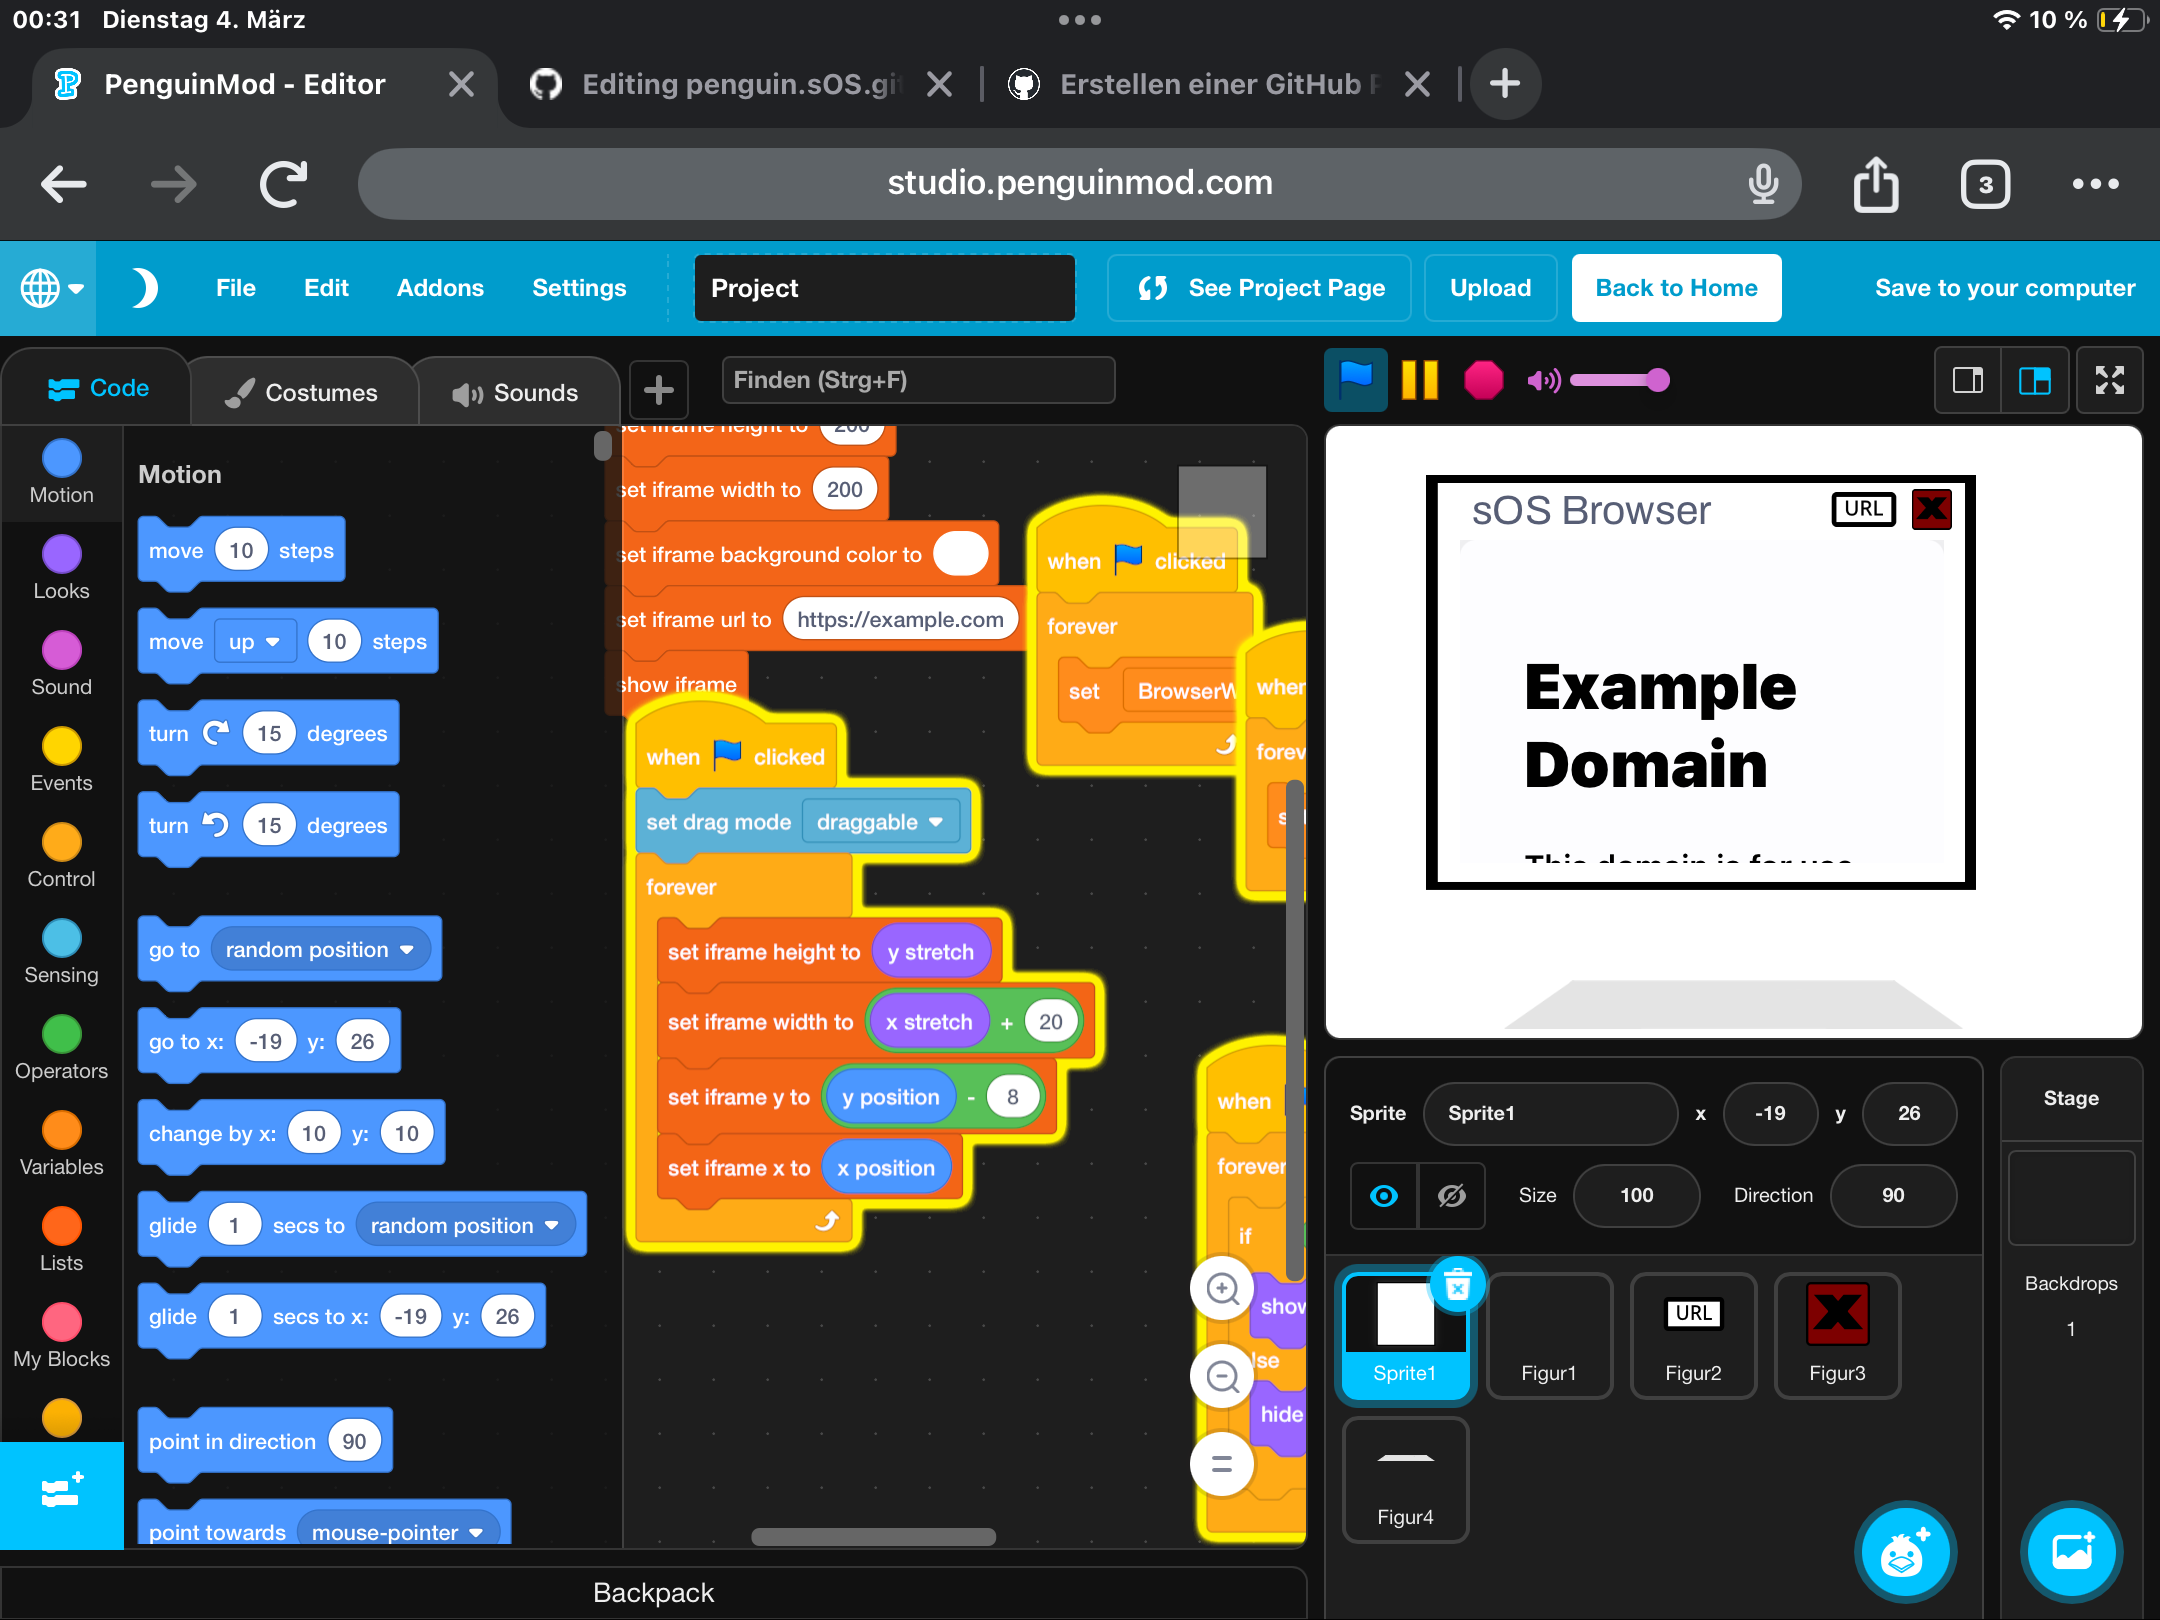 00:31 Dienstag 4. März
10 %
PenguinMod - Editor
Editing penguin.sOS.git
Erstellen einer GitHub P
studio.penguinmod.com
3
File
Edit
Addons
Settings
Project
See Project Page
Upload
Back to Home
Save to your computer
Code
Costumes
Sounds
Finden (Strg+F)
Motion
Looks
Sound
Events
Control
Sensing
Operators
Variables
Lists
My Blocks
Motion
move 10 steps
move up 10 steps
turn 15 degrees
turn 15 degrees
go to random position
go to x: -19 y: 26
change by x: 10 y: 10
glide 1 secs to random position
glide 1 secs to x: -19 y: 26
point in direction 90
point towards mouse-pointer
set iframe height to 200
set iframe width to 200
set iframe background color to
set iframe url to https://example.com
show iframe
when clicked
set drag mode draggable
forever
set iframe height to y stretch
set iframe width to x stretch + 20
set iframe y to y position - 8
set iframe x to x position
when clicked
forever
set BrowserW
when
forev
s
when
forever
if
show
lse
hide
=
Backpack
sOS Browser
URL
X
Example
Domain
This domain is for use
Sprite Sprite1 x -19 y 26
Size 100 Direction 90
Sprite1
Figur1
URL
Figur2
X
Figur3
Figur4
Stage
Backdrops
1